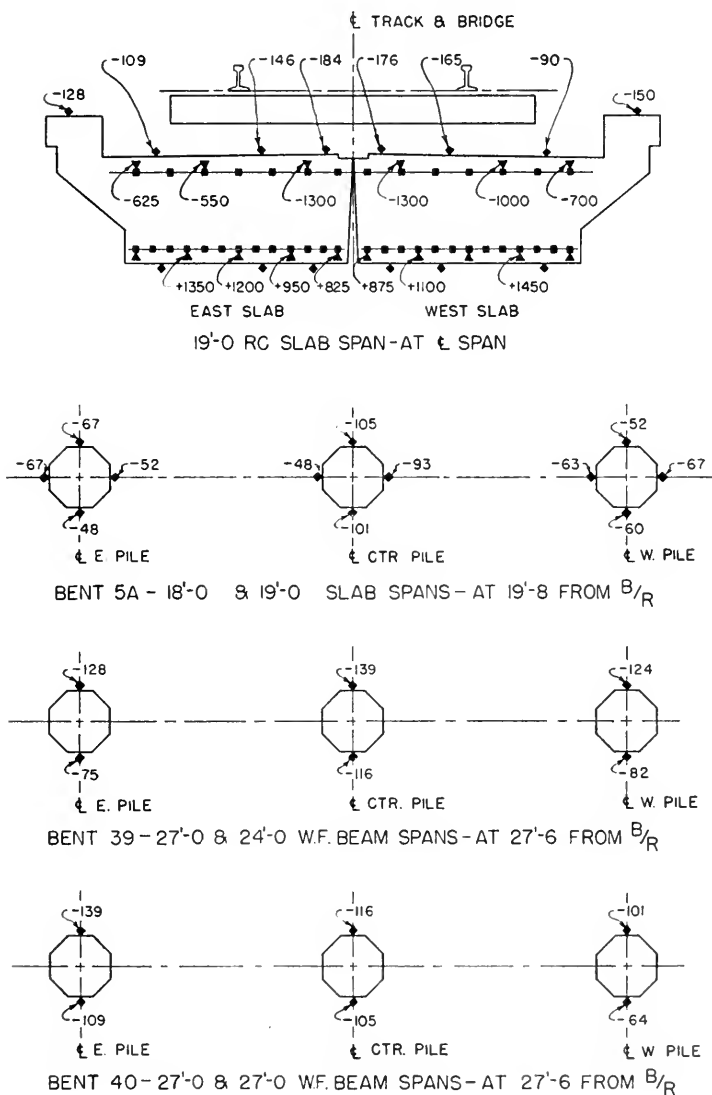 ℄ TRACK & BRIDGE
-109 -146 -184 -176 -165 -90
-128 -150
-625 -550 -1300 -1300 -1000 -700
+1350 +1200 +950 +825 +875 +1100 +1450
EAST SLAB WEST SLAB
19'-0 RC SLAB SPAN-AT ℄ SPAN
-67 -105 -52
-67 -52 -48 -93 -63 -67
-48 -101 -60
℄ E. PILE ℄ CTR PILE ℄ W. PILE
BENT 5A - 18'-0 & 19'-0 SLAB SPANS - AT 19'-8 FROM B/R
-128 -139 -124
-75 -116 -82
℄ E. PILE ℄ CTR. PILE ℄ W. PILE
BENT 39 - 27'-0 & 24'-0 W.F. BEAM SPANS - AT 27'-6 FROM B/R
-139 -116 -101
-109 -105 -64
℄ E. PILE ℄ CTR. PILE ℄ W PILE
BENT 40 - 27'-0 & 27'-0 W.F. BEAM SPANS - AT 27'-6 FROM B/R